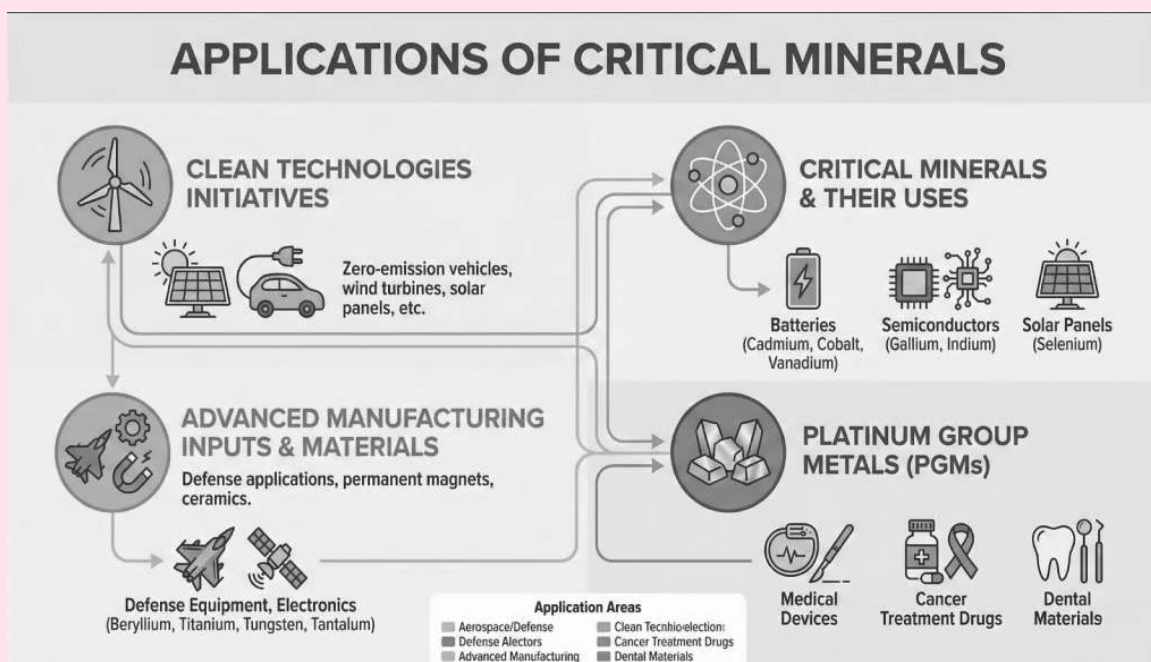 APPLICATIONS OF CRITICAL MINERALS
CLEAN TECHNOLOGIES
INITIATIVES
Zero-emission vehicles,
wind turbines, solar
panels, etc.
CRITICAL MINERALS
& THEIR USES
Batteries
(Cadmium, Cobalt,
Vanadium)
Semiconductors
(Gallium, Indium)
Solar Panels
(Selenium)
ADVANCED MANUFACTURING
INPUTS & MATERIALS
Defense applications, permanent magnets,
ceramics.
Defense Equipment, Electronics
(Beryllium, Titanium, Tungsten, Tantalum)
PLATINUM GROUP
METALS (PGMs)
Medical
Devices
Cancer
Treatment Drugs
Dental
Materials
Application Areas
Aerospace/Defense
Defense Alectors
Advanced Manufacturing
Clean
Cancer Treatment Drugs
Dental Materials